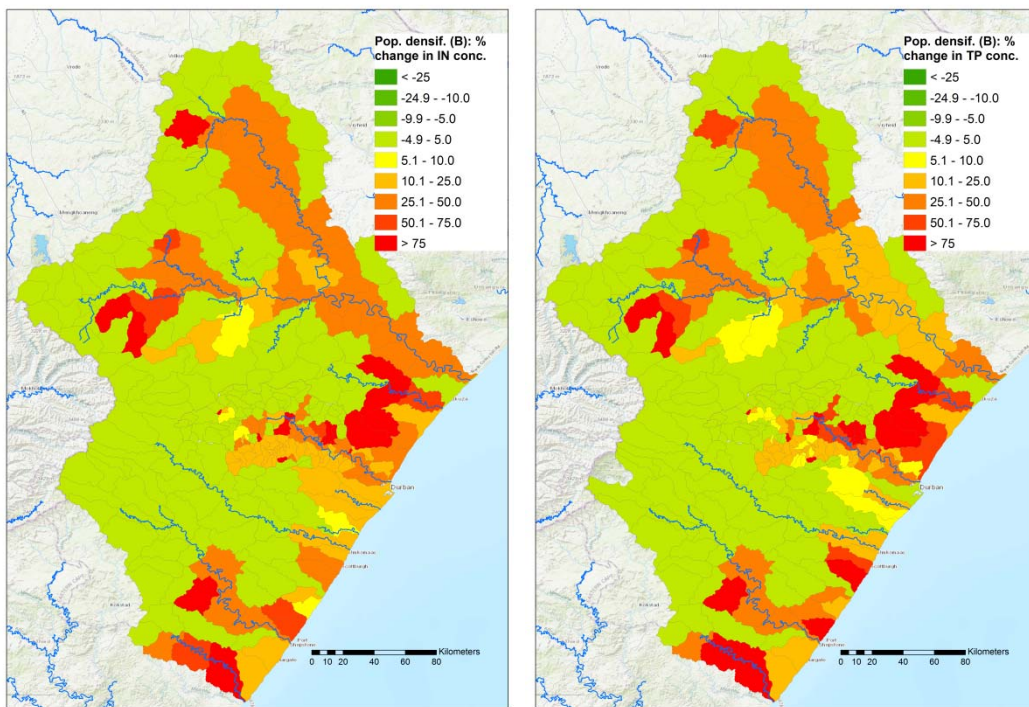 Pop. densif. (B): %
change in IN conc.
< -25
-24.9 - -10.0
-9.9 - -5.0
-4.9 - 5.0
5.1 - 10.0
10.1 - 25.0
25.1 - 50.0
50.1 - 75.0
> 75
Durban
Kilometers
0 10 20 40 60 80
Pop. densif. (B): %
change in TP conc.
< -25
-24.9 - -10.0
-9.9 - -5.0
-4.9 - 5.0
5.1 - 10.0
10.1 - 25.0
25.1 - 50.0
50.1 - 75.0
> 75
Durban
Kilometers
0 10 20 40 60 80